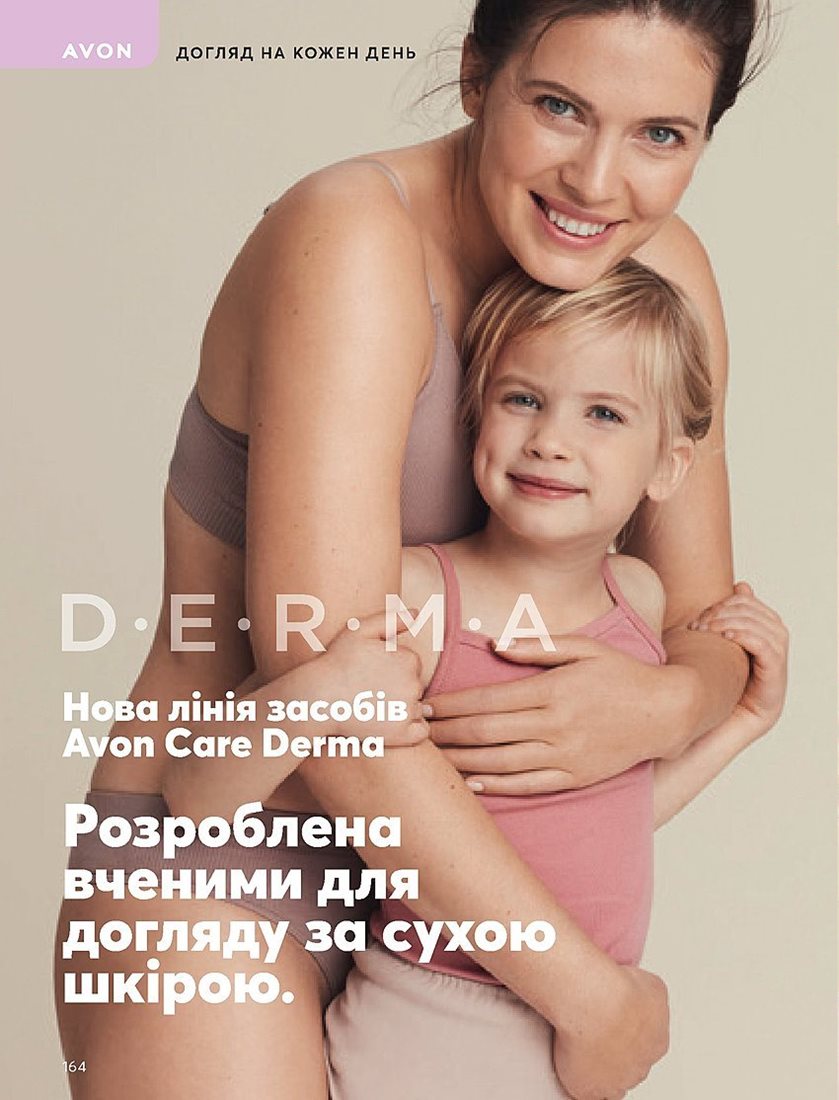 AVON
ДОГЛЯД НА КОЖЕН ДЕНЬ
D·E·R·M·A
Нова лінія засобів
Avon Care Derma
Розроблена
вченими для
догляду за сухою
шкірою.
164